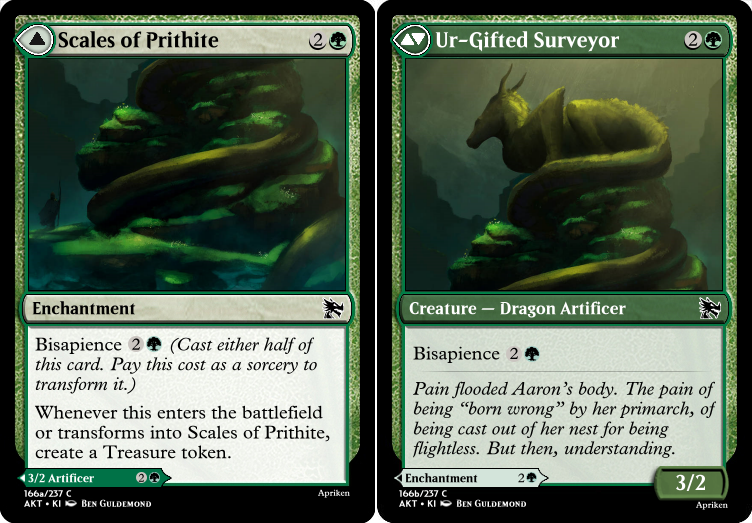 Scales of Prithite 2
Enchantment
Bisapience 2 (Cast either half of
this card. Pay this cost as a sorcery to
transform it.)
Whenever this enters the battlefield
or transforms into Scales of Prithite,
create a Treasure token.
3/2 Artificer 2
166a/237 C
AKT • KI Ben Guldemond
Apriken
Ur-Gifted Surveyor 2
Creature — Dragon Artificer
Bisapience 2
Pain flooded Aaron's body. The pain of
being “born wrong” by her primarch, of
being cast out of her nest for being
flightless. But then, understanding.
Enchantment 2
3/2
166b/237 C
AKT • KI Ben Guldemond
Apriken